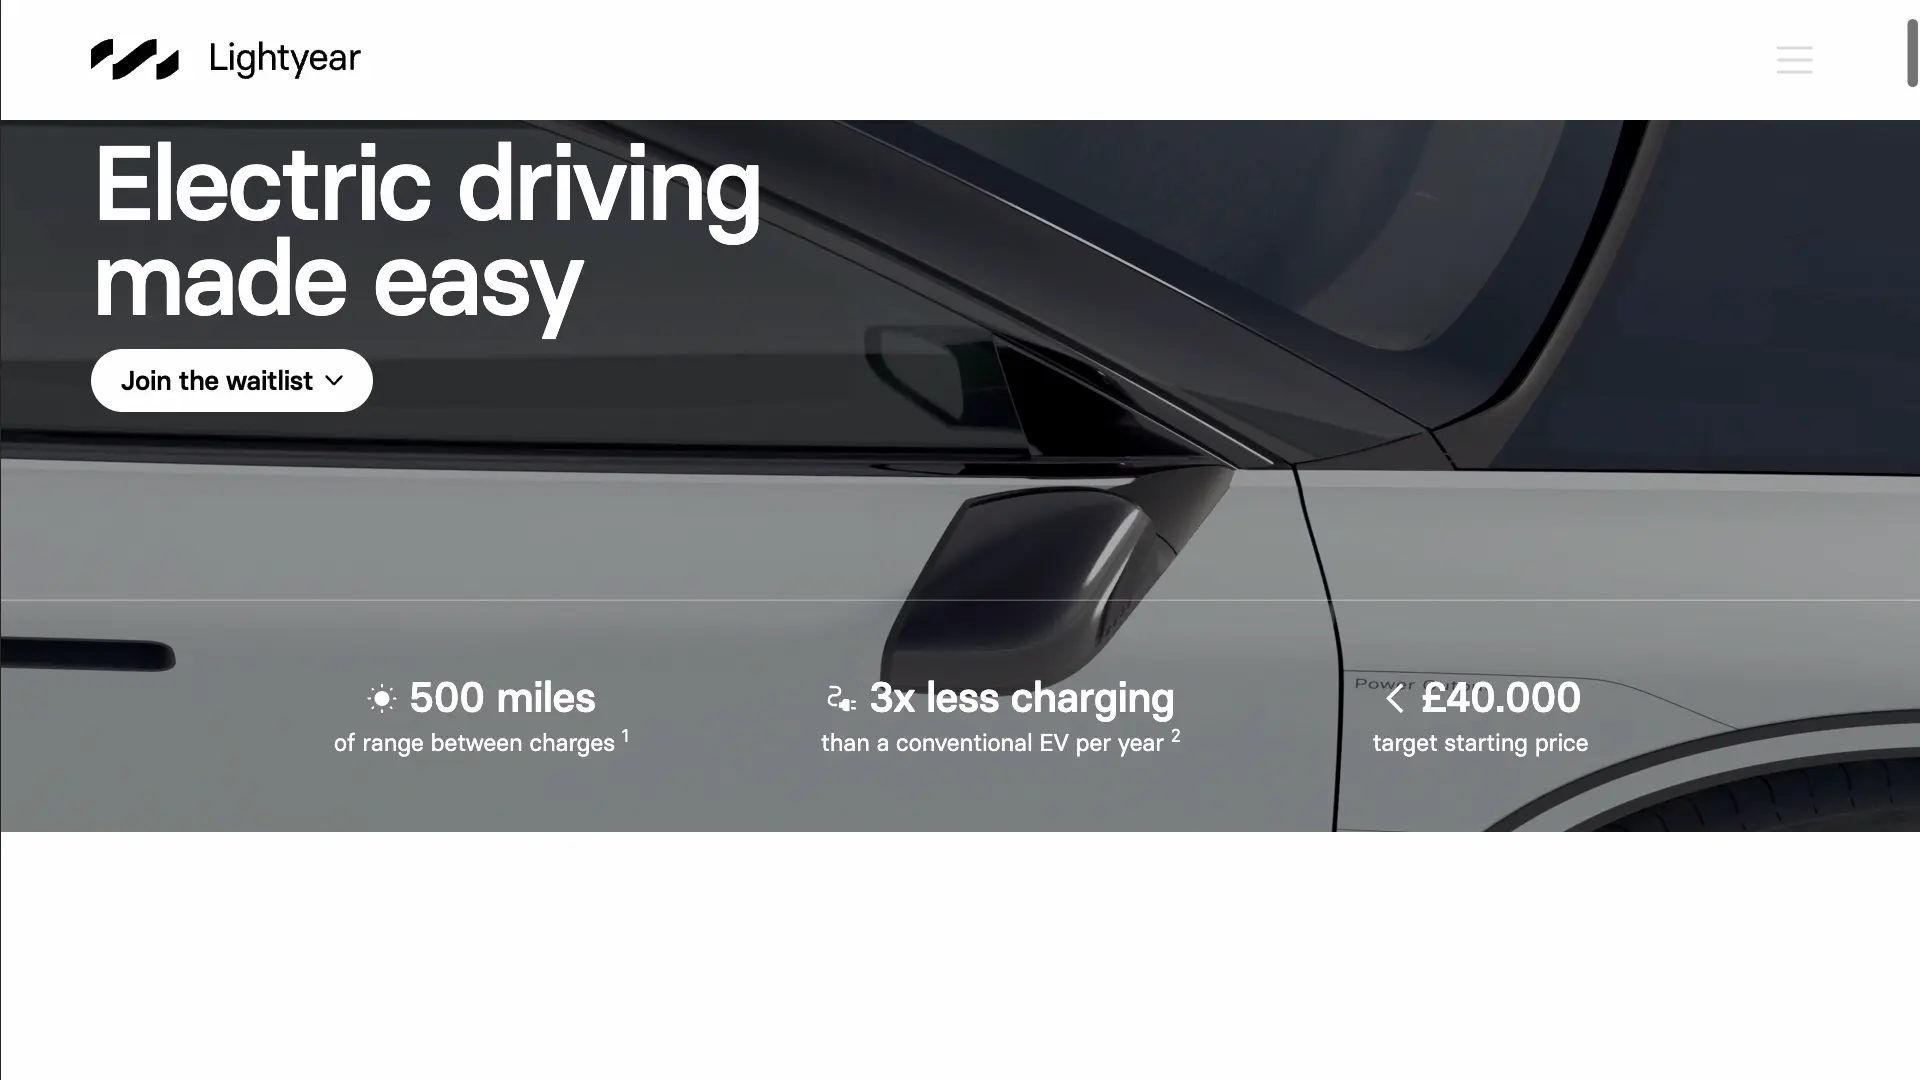 Lightyear
Electric driving
made easy
Join the waitlist
500 miles
of range between charges 1
3x less charging
than a conventional EV per year 2
Power
< £40.000
target starting price